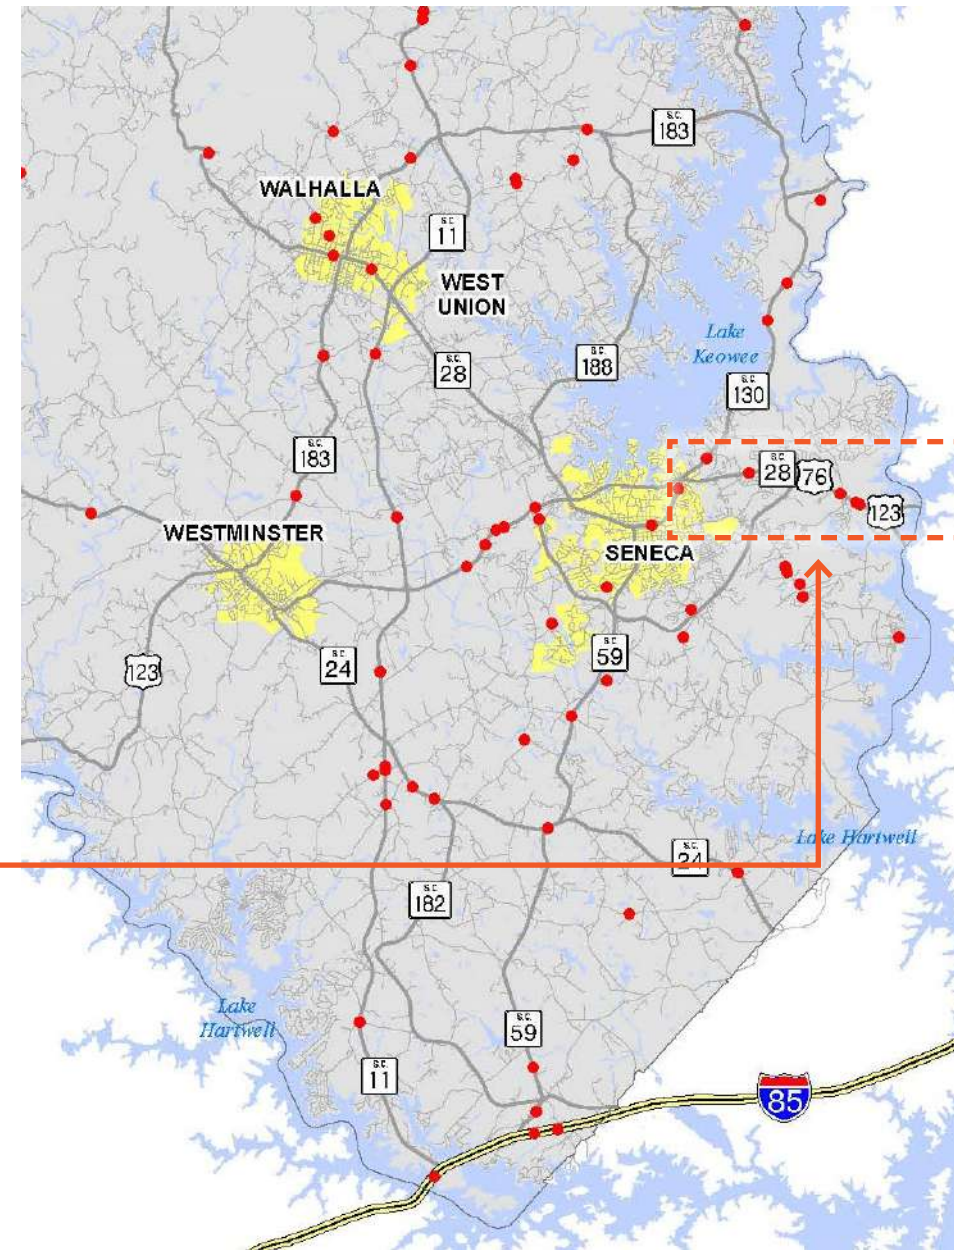 S.C.
183
WALHALLA
S.C.
11
WEST
UNION
Lake
Keowee
S.C.
188
S.C.
28
S.C.
130
S.C.
183
S.C.
28
76
123
WESTMINSTER
SENECA
S.C.
59
S.C.
24
123
Lake Hartwell
S.C.
24
S.C.
182
Lake
Hartwell
S.C.
59
S.C.
11
85